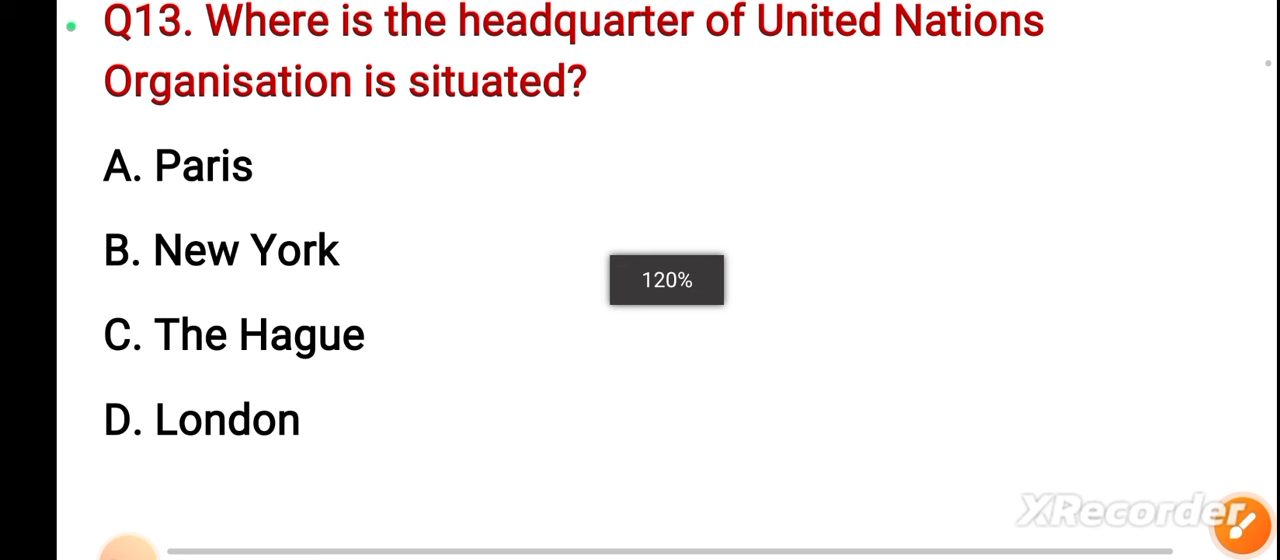 Q13. Where is the headquarter of United Nations
Organisation is situated?
A. Paris
B. New York
120%
C. The Hague
D. London
XRecorder